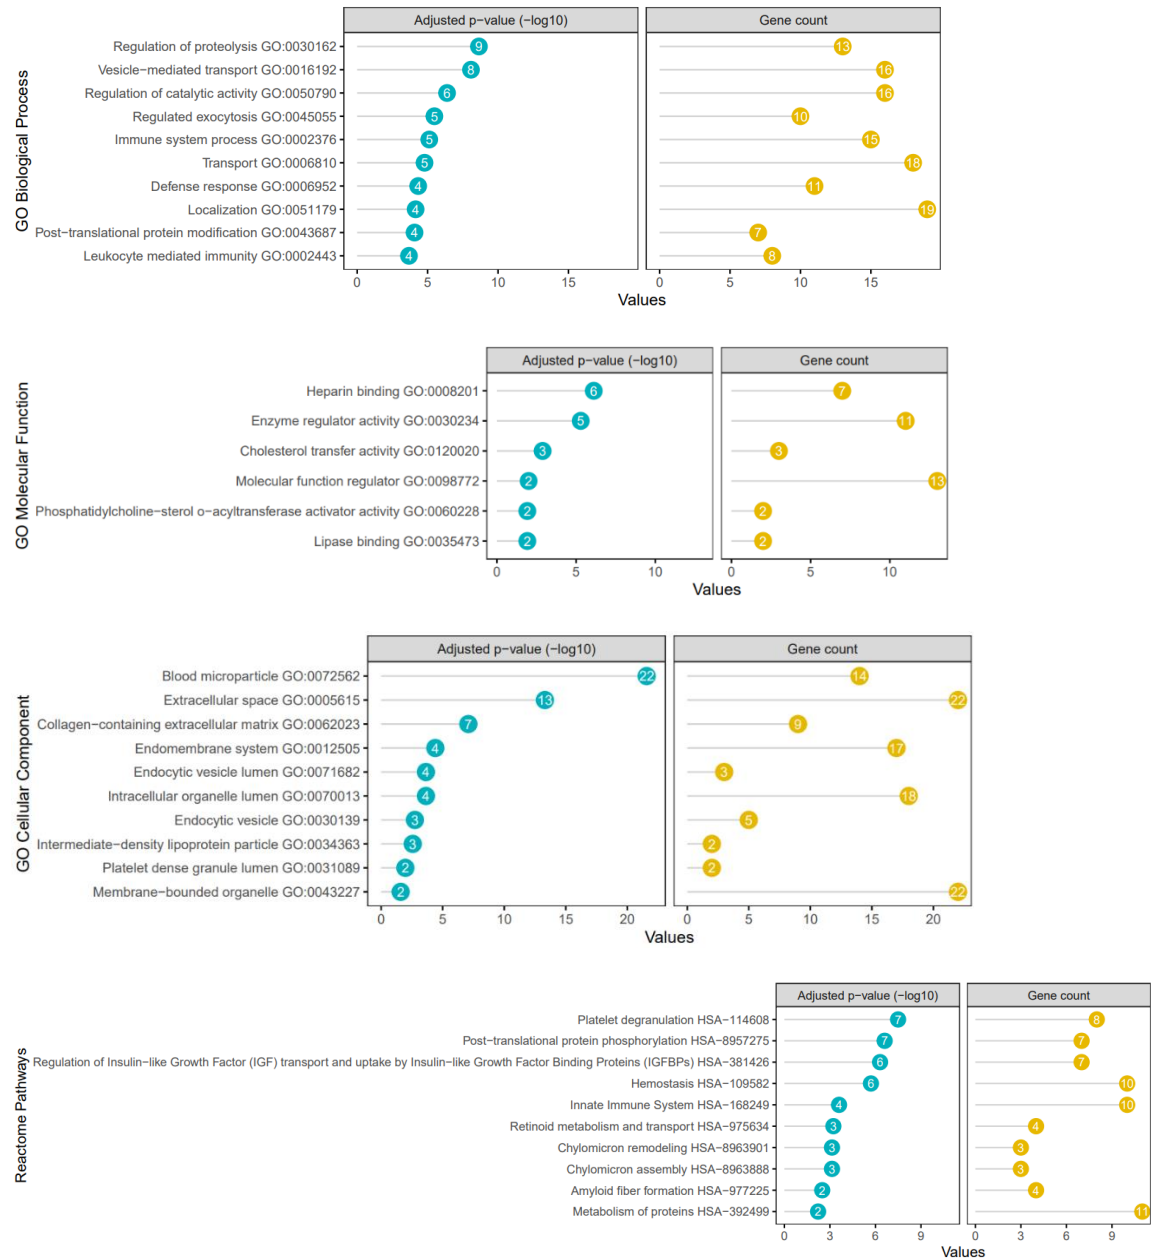 Adjusted p−value (−log10) Gene count
GO Biological Process
Regulation of proteolysis GO:0030162 9 13
Vesicle−mediated transport GO:0016192 8 16
Regulation of catalytic activity GO:0050790 6 16
Regulated exocytosis GO:0045055 5 10
Immune system process GO:0002376 5 15
Transport GO:0006810 5 18
Defense response GO:0006952 4 11
Localization GO:0051179 4 19
Post−translational protein modification GO:0043687 4 7
Leukocyte mediated immunity GO:0002443 4 8
0 5 10 15 0 5 10 15
Values
Adjusted p−value (−log10) Gene count
GO Molecular Function
Heparin binding GO:0008201 6 7
Enzyme regulator activity GO:0030234 5 11
Cholesterol transfer activity GO:0120020 3 3
Molecular function regulator GO:0098772 2 13
Phosphatidylcholine−sterol o−acyltransferase activator activity GO:0060228 2 2
Lipase binding GO:0035473 2 2
0 5 10 0 5 10
Values
Adjusted p−value (−log10) Gene count
GO Cellular Component
Blood microparticle GO:0072562 22 14
Extracellular space GO:0005615 13 22
Collagen−containing extracellular matrix GO:0062023 7 9
Endomembrane system GO:0012505 4 17
Endocytic vesicle lumen GO:0071682 4 3
Intracellular organelle lumen GO:0070013 4 18
Endocytic vesicle GO:0030139 3 5
Intermediate−density lipoprotein particle GO:0034363 3 2
Platelet dense granule lumen GO:0031089 2 2
Membrane−bounded organelle GO:0043227 2 22
0 5 10 15 20 0 5 10 15 20
Values
Adjusted p−value (−log10) Gene count
Reactome Pathways
Platelet degranulation HSA−114608 7 8
Post−translational protein phosphorylation HSA−8957275 7 7
Regulation of Insulin−like Growth Factor (IGF) transport and uptake by Insulin−like Growth Factor Binding Proteins (IGFBPs) HSA−381426 6 7
Hemostasis HSA−109582 6 10
Innate Immune System HSA−168249 4 10
Retinoid metabolism and transport HSA−975634 3 4
Chylomicron remodeling HSA−8963901 3 3
Chylomicron assembly HSA−8963888 3 3
Amyloid fiber formation HSA−977225 2 4
Metabolism of proteins HSA−392499 2 11
0 3 6 9 0 3 6 9
Values